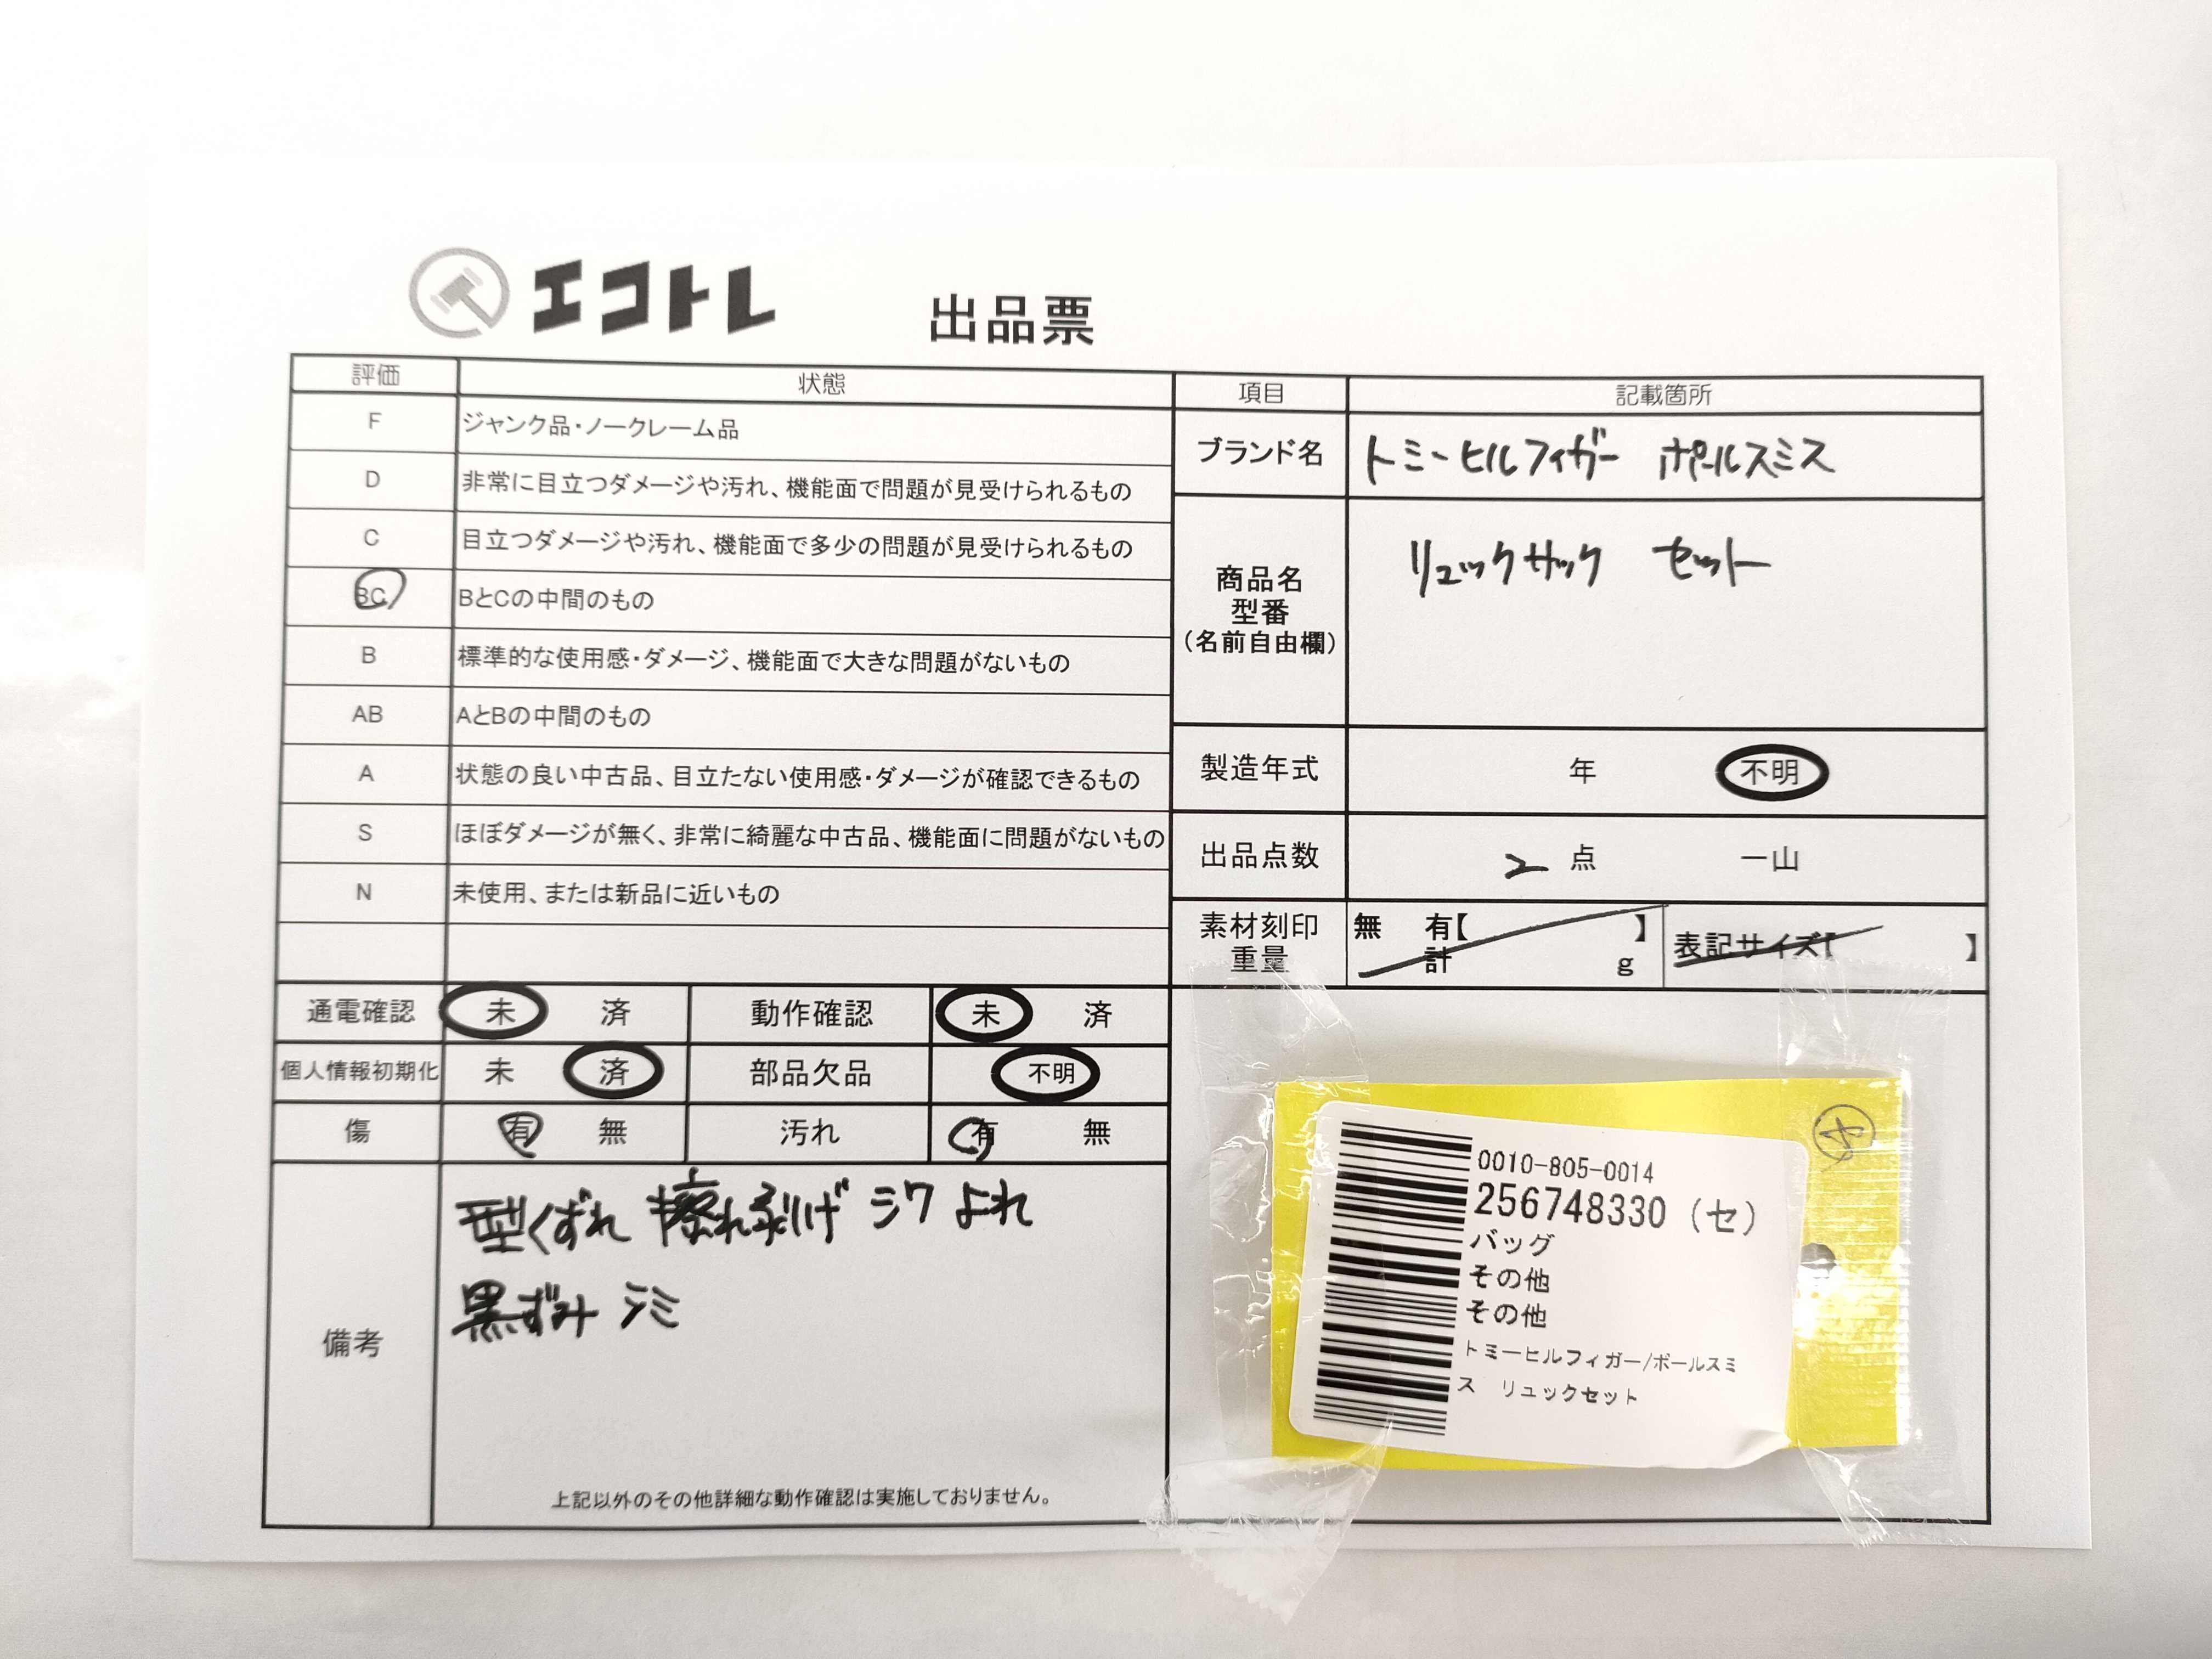 エコトレ
出品票
評価 状態
F ジャンク品・ノークレーム品
D 非常に目立つダメージや汚れ、機能面で問題が見受けられるもの
C 目立つダメージや汚れ、機能面で多少の問題が見受けられるもの
BC BとCの中間のもの
B 標準的な使用感・ダメージ、機能面で大きな問題がないもの
AB AとBの中間のもの
A 状態の良い中古品、目立たない使用感・ダメージが確認できるもの
S ほぼダメージが無く、非常に綺麗な中古品、機能面に問題がないもの
N 未使用、または新品に近いもの
項目 記載箇所
ブランド名 トミーヒルフィガー ポールスミス
商品名
型番
(名前自由欄)
リュックサック セット
製造年式 年 不明
出品点数 2 点 一山
素材刻印 無 有【 】
重量 計 g
表記サイズ【 】
通電確認 未 済 動作確認 未 済
個人情報初期化 未 済 部品欠品 不明
傷 有 無 汚れ 有 無
備考
型くずれ 擦れ剥げ シワ よれ
黒ずみ シミ
上記以外のその他詳細な動作確認は実施しておりません。
0010-805-0014
256748330(セ)
バッグ
その他
その他
トミーヒルフィガー/ポールスミ
ス リュックセット